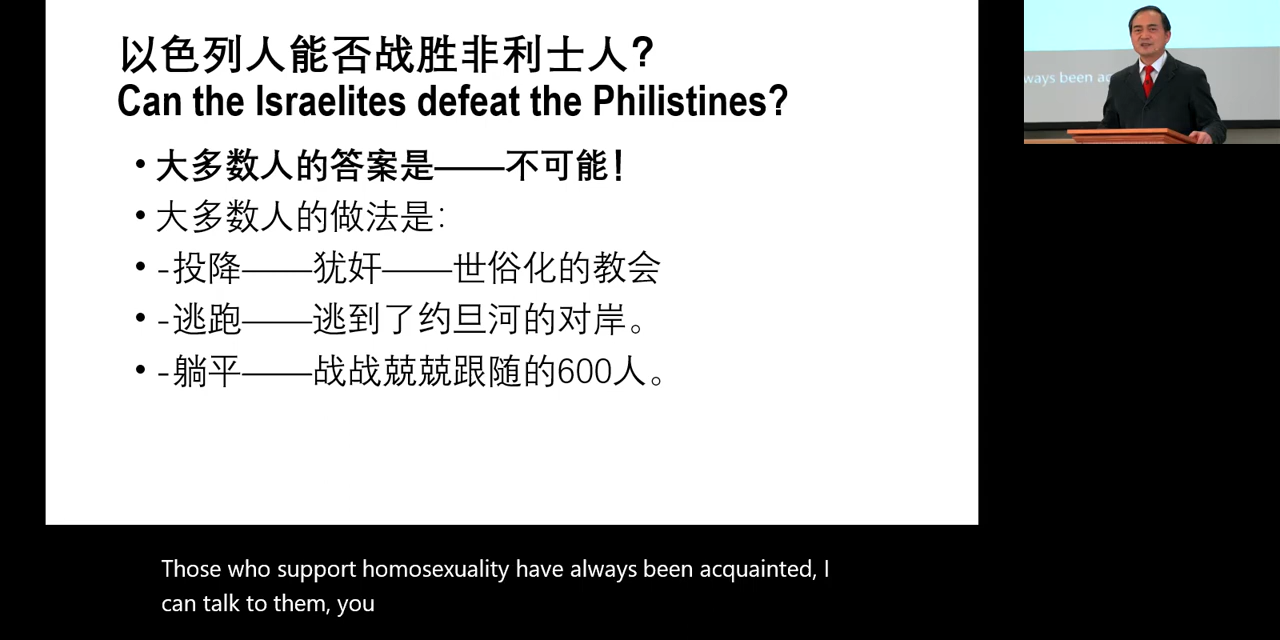 以色列人能否战胜非利士人?
Can the Israelites defeat the Philistines?
• 大多数人的答案是——不可能!
• 大多数人的做法是:
• -投降——犹奸——世俗化的教会
• -逃跑——逃到了约旦河的对岸。
• -躺平——战战兢兢跟随的600人。
ways been ac
Those who support homosexuality have always been acquainted, I
can talk to them, you